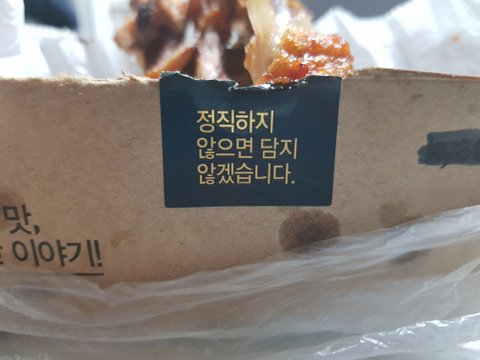 정직하지
않으면 담지
않겠습니다.
맛,
이야기!